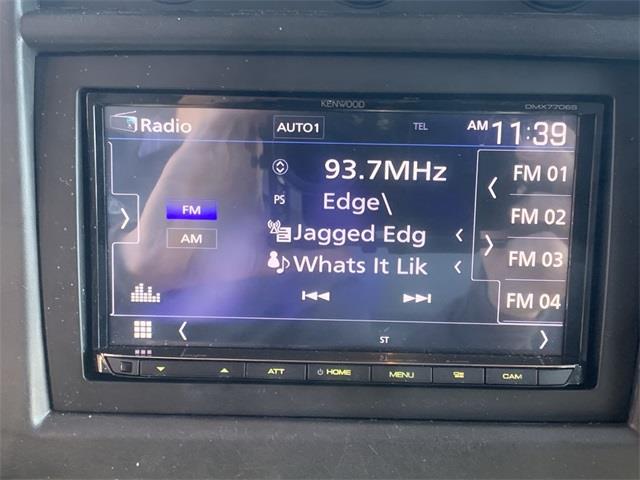 KENWOOD
DMX7706S
Radio
AUTO1
TEL
AM 11:39
93.7MHz
PS
Edge\
Jagged Edg
Whats It Lik
FM
AM
FM 01
FM 02
FM 03
FM 04
ST
ATT
HOME
MENU
CAM